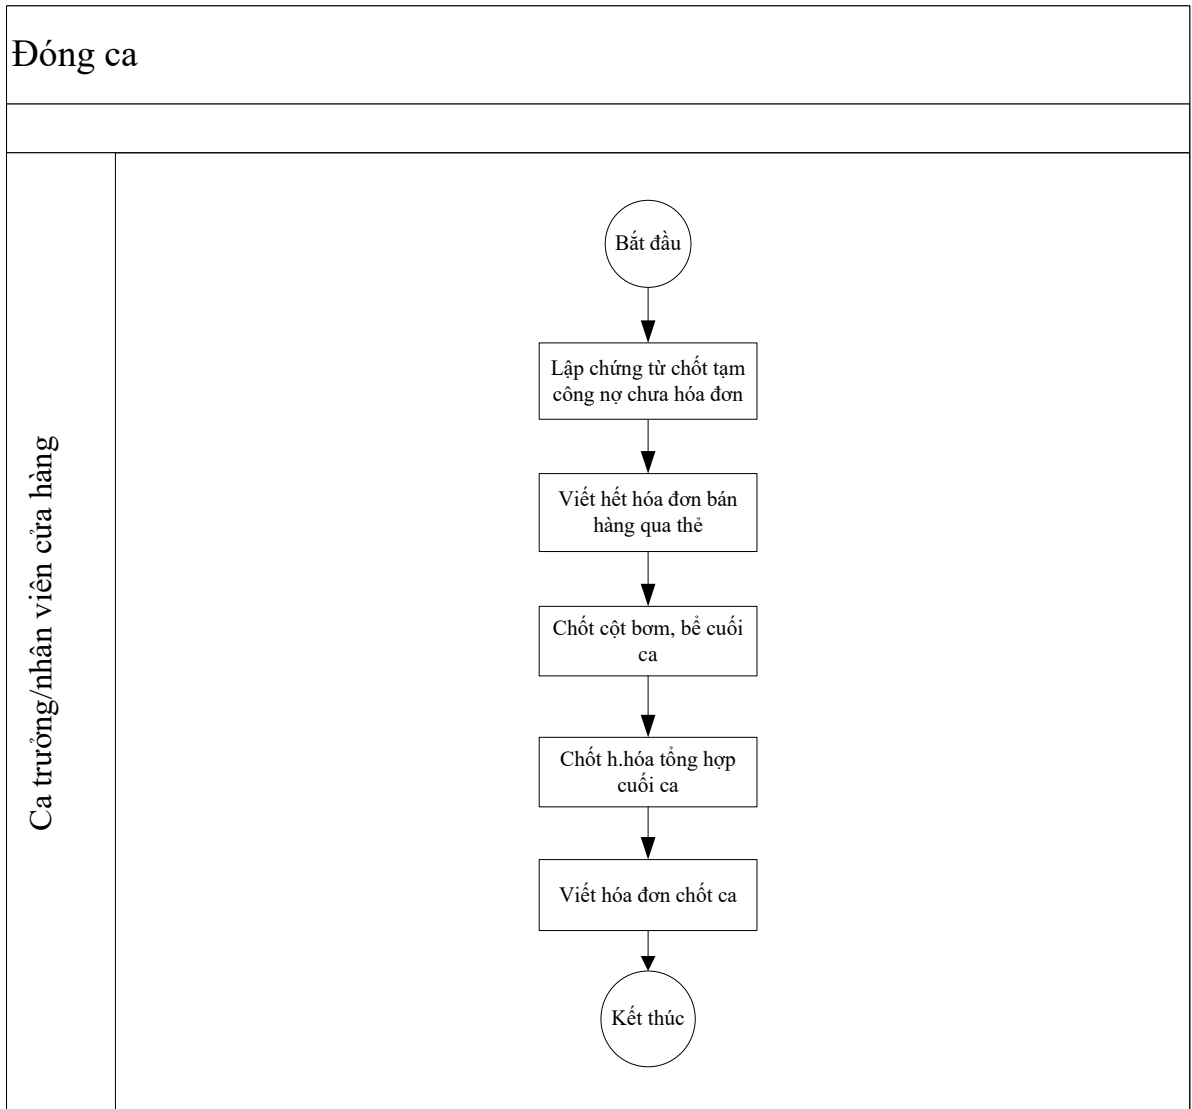 Đóng ca
Ca trưởng/nhân viên cửa hàng
Bắt đầu
Lập chứng từ chốt tạm
công nợ chưa hóa đơn
Viết hết hóa đơn bán
hàng qua thẻ
Chốt cột bơm, bể cuối
ca
Chốt h.hóa tổng hợp
cuối ca
Viết hóa đơn chốt ca
Kết thúc